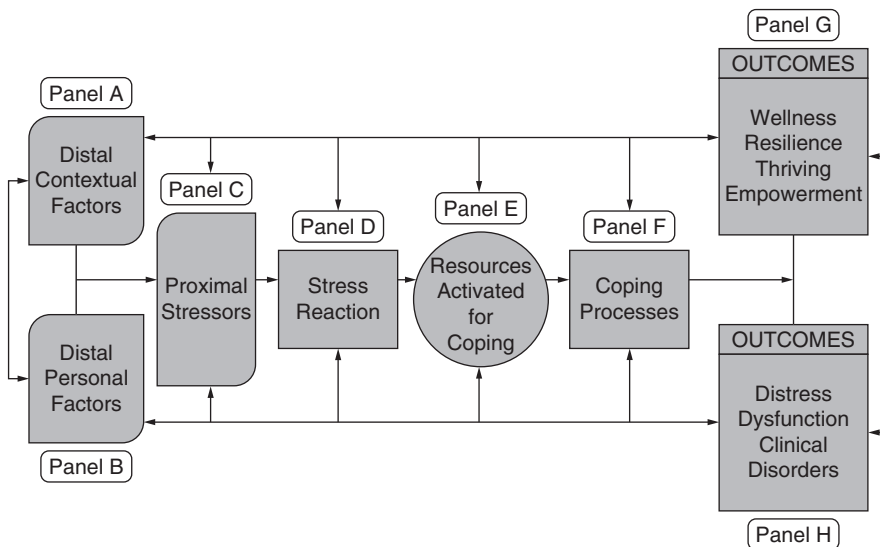 Panel G
OUTCOMES
Wellness
Resilience
Thriving
Empowerment
Panel A
Distal
Contextual
Factors
Panel C
Proximal
Stressors
Panel D
Stress
Reaction
Panel E
Resources
Activated
for
Coping
Panel F
Coping
Processes
Distal
Personal
Factors
Panel B
OUTCOMES
Distress
Dysfunction
Clinical
Disorders
Panel H